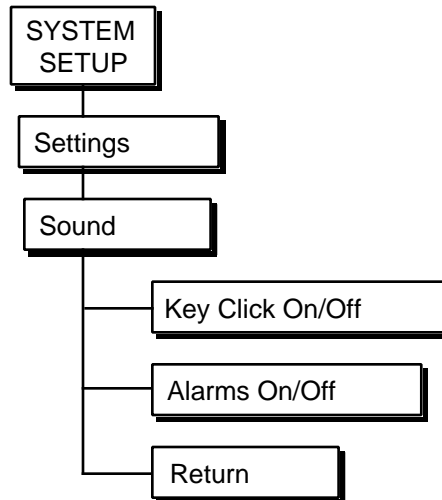 SYSTEM
SETUP
Settings
Sound
Key Click On/Off
Alarms On/Off
Return